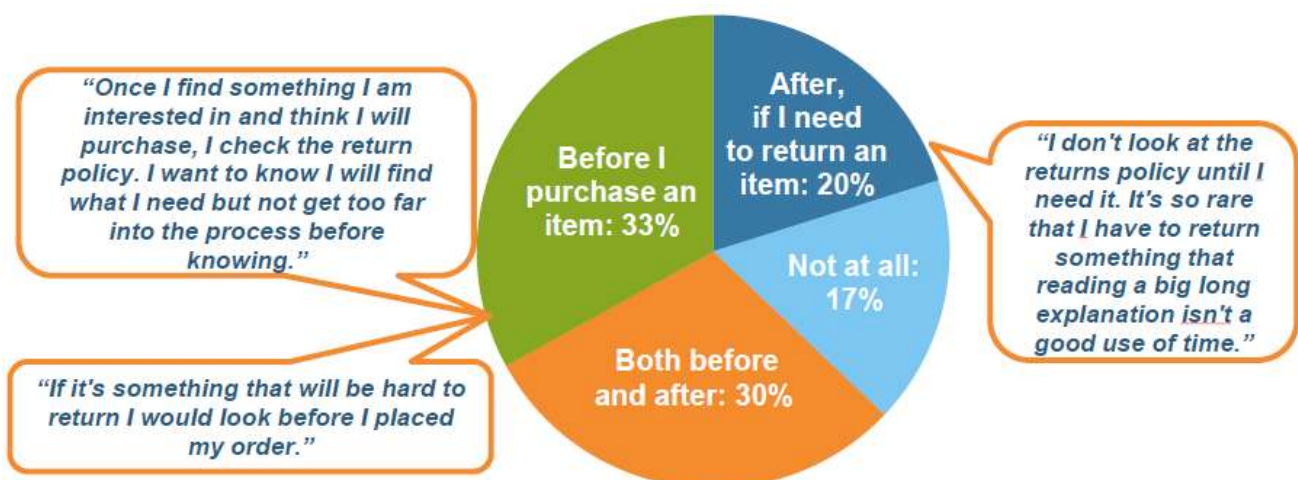 “Once I find something I am
interested in and think I will
purchase, I check the return
policy. I want to know I will find
what I need but not get too far
into the process before
knowing.”
“If it's something that will be hard to
return I would look before I placed
my order.”
Before I
purchase an
item: 33%
After,
if I need
to return an
item: 20%
Not at all:
17%
Both before
and after: 30%
“I don't look at the
returns policy until I
need it. It's so rare
that I have to return
something that
reading a big long
explanation isn't a
good use of time.”